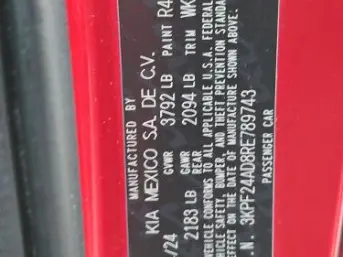 MANUFACTURED BY
KIA MEXICO S.A. DE C.V.
/24 GVWR 3792 LB PAINT R4
2183 LB GAWR REAR 2094 LB TRIM WK
VEHICLE CONFORMS TO ALL APPLICABLE U.S.A. FEDERAL
VEHICLE SAFETY, BUMPER, AND THEFT PREVENTION STANDA
EFFECT ON THE DATE OF MANUFACTURE SHOWN ABOVE.
.N. 3KPF24AD8RE789743
PASSENGER CAR